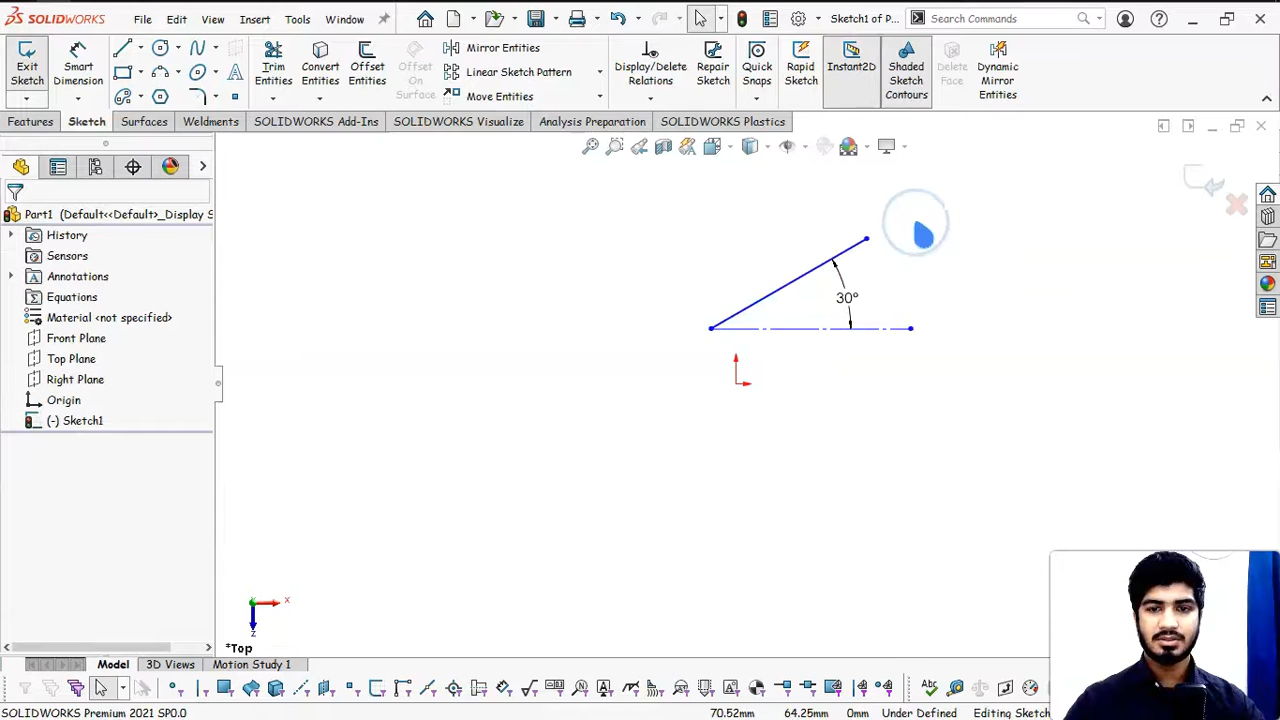 SOLIDWORKS File Edit View Insert Tools Window Sketch1 of P... Search Commands
Exit Sketch Smart Dimension Trim Entities Convert Entities Offset Entities Offset On Surface Mirror Entities Linear Sketch Pattern Move Entities Display/Delete Relations Repair Sketch Quick Snaps Rapid Sketch Instant2D Shaded Sketch Contours Delete Face Dynamic Mirror Entities
Features Sketch Surfaces Weldments SOLIDWORKS Add-Ins SOLIDWORKS Visualize Analysis Preparation SOLIDWORKS Plastics
Part1 (Default<<Default>_Display S
History
Sensors
Annotations
Equations
Material <not specified>
Front Plane
Top Plane
Right Plane
Origin
(-) Sketch1
30°
x
Y
Z
*Top
Model 3D Views Motion Study 1
SOLIDWORKS Premium 2021 SP0.0 70.52mm 64.25mm 0mm Under Defined Editing Sketch